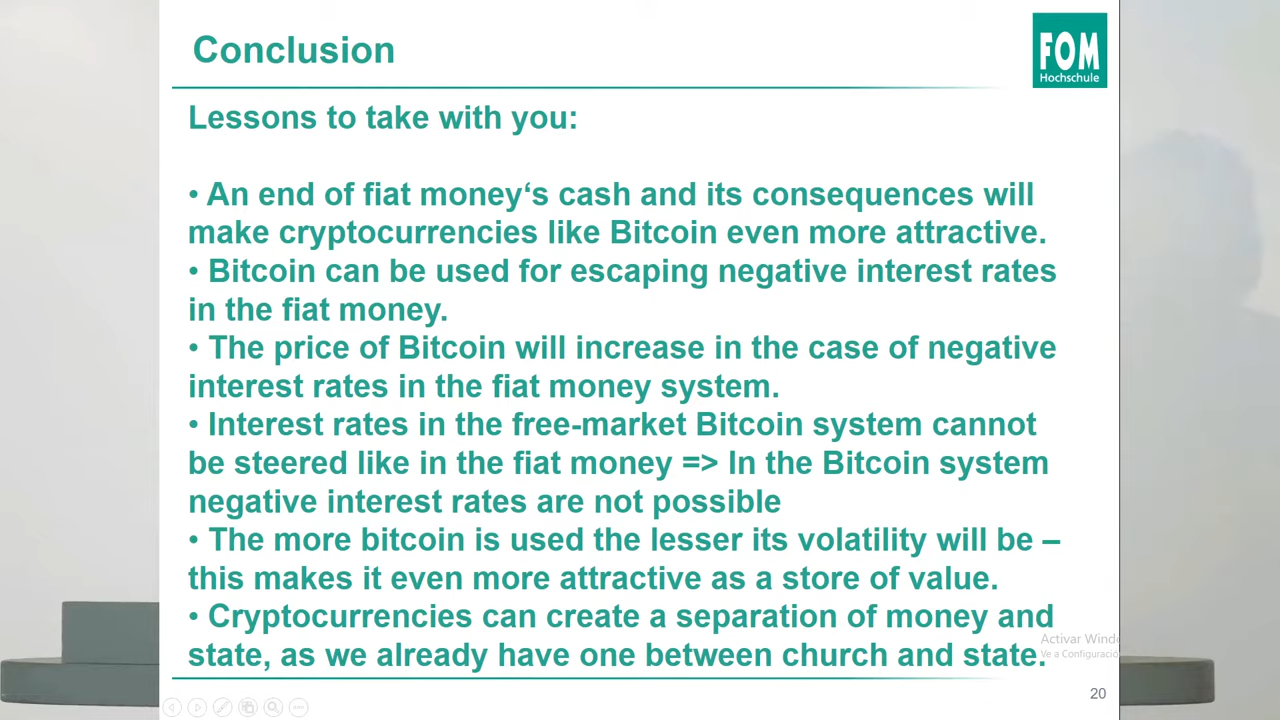 Conclusion
FOM
Hochschule
Lessons to take with you:
• An end of fiat money‘s cash and its consequences will
make cryptocurrencies like Bitcoin even more attractive.
• Bitcoin can be used for escaping negative interest rates
in the fiat money.
• The price of Bitcoin will increase in the case of negative
interest rates in the fiat money system.
• Interest rates in the free-market Bitcoin system cannot
be steered like in the fiat money => In the Bitcoin system
negative interest rates are not possible
• The more bitcoin is used the lesser its volatility will be –
this makes it even more attractive as a store of value.
• Cryptocurrencies can create a separation of money and
state, as we already have one between church and state.
Activar Windo
Ve a Configuració
20